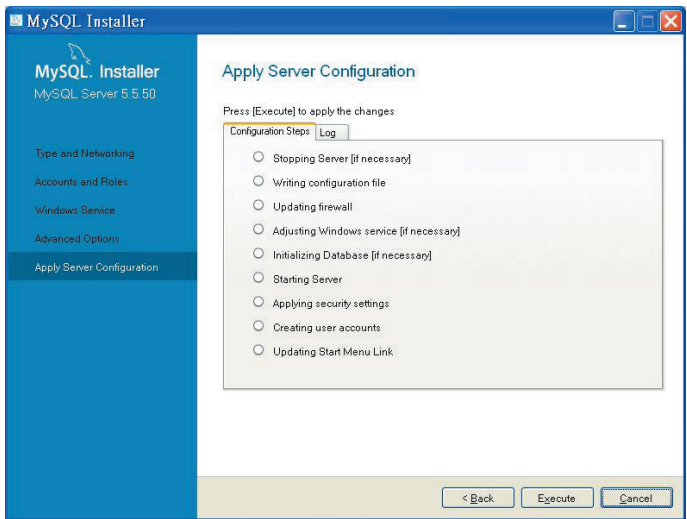 MySQL Installer
MySQL. Installer
MySQL Server 5.5.50
Type and Networking
Accounts and Roles
Windows Service
Advanced Options
Apply Server Configuration
Apply Server Configuration
Press [Execute] to apply the changes
Configuration Steps Log
Stopping Server [if necessary]
Writing configuration file
Updating firewall
Adjusting Windows service [if necessary]
Initializing Database [if necessary]
Starting Server
Applying security settings
Creating user accounts
Updating Start Menu Link
< Back Execute Cancel